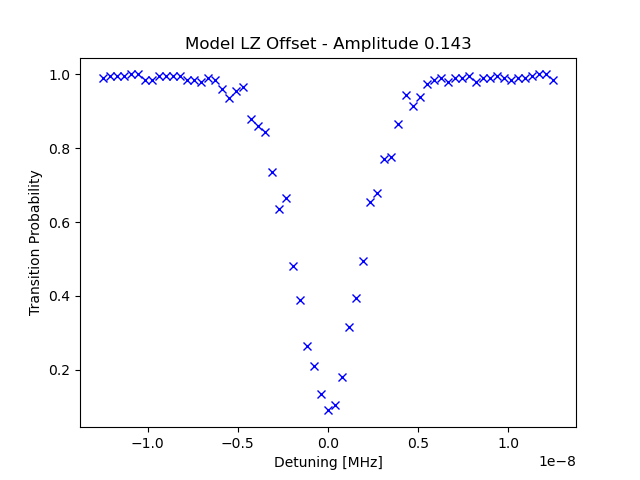 Model LZ Offset - Amplitude 0.143
1.0
0.8
0.6
0.4
0.2
Transition Probability
−1.0 −0.5 0.0 0.5 1.0
Detuning [MHz]
1e−8